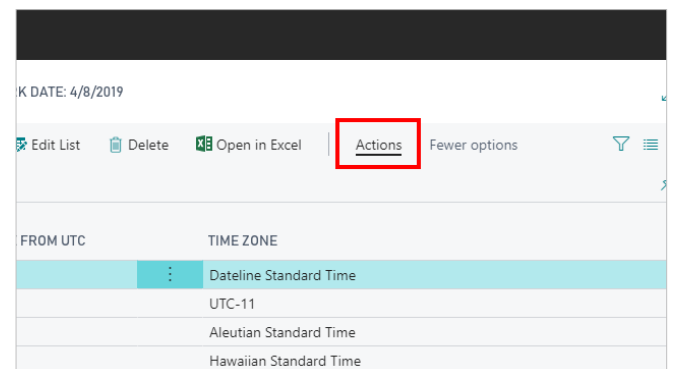 K DATE: 4/8/2019
Edit List Delete Open in Excel Actions Fewer options
FROM UTC TIME ZONE
Dateline Standard Time
UTC-11
Aleutian Standard Time
Hawaiian Standard Time